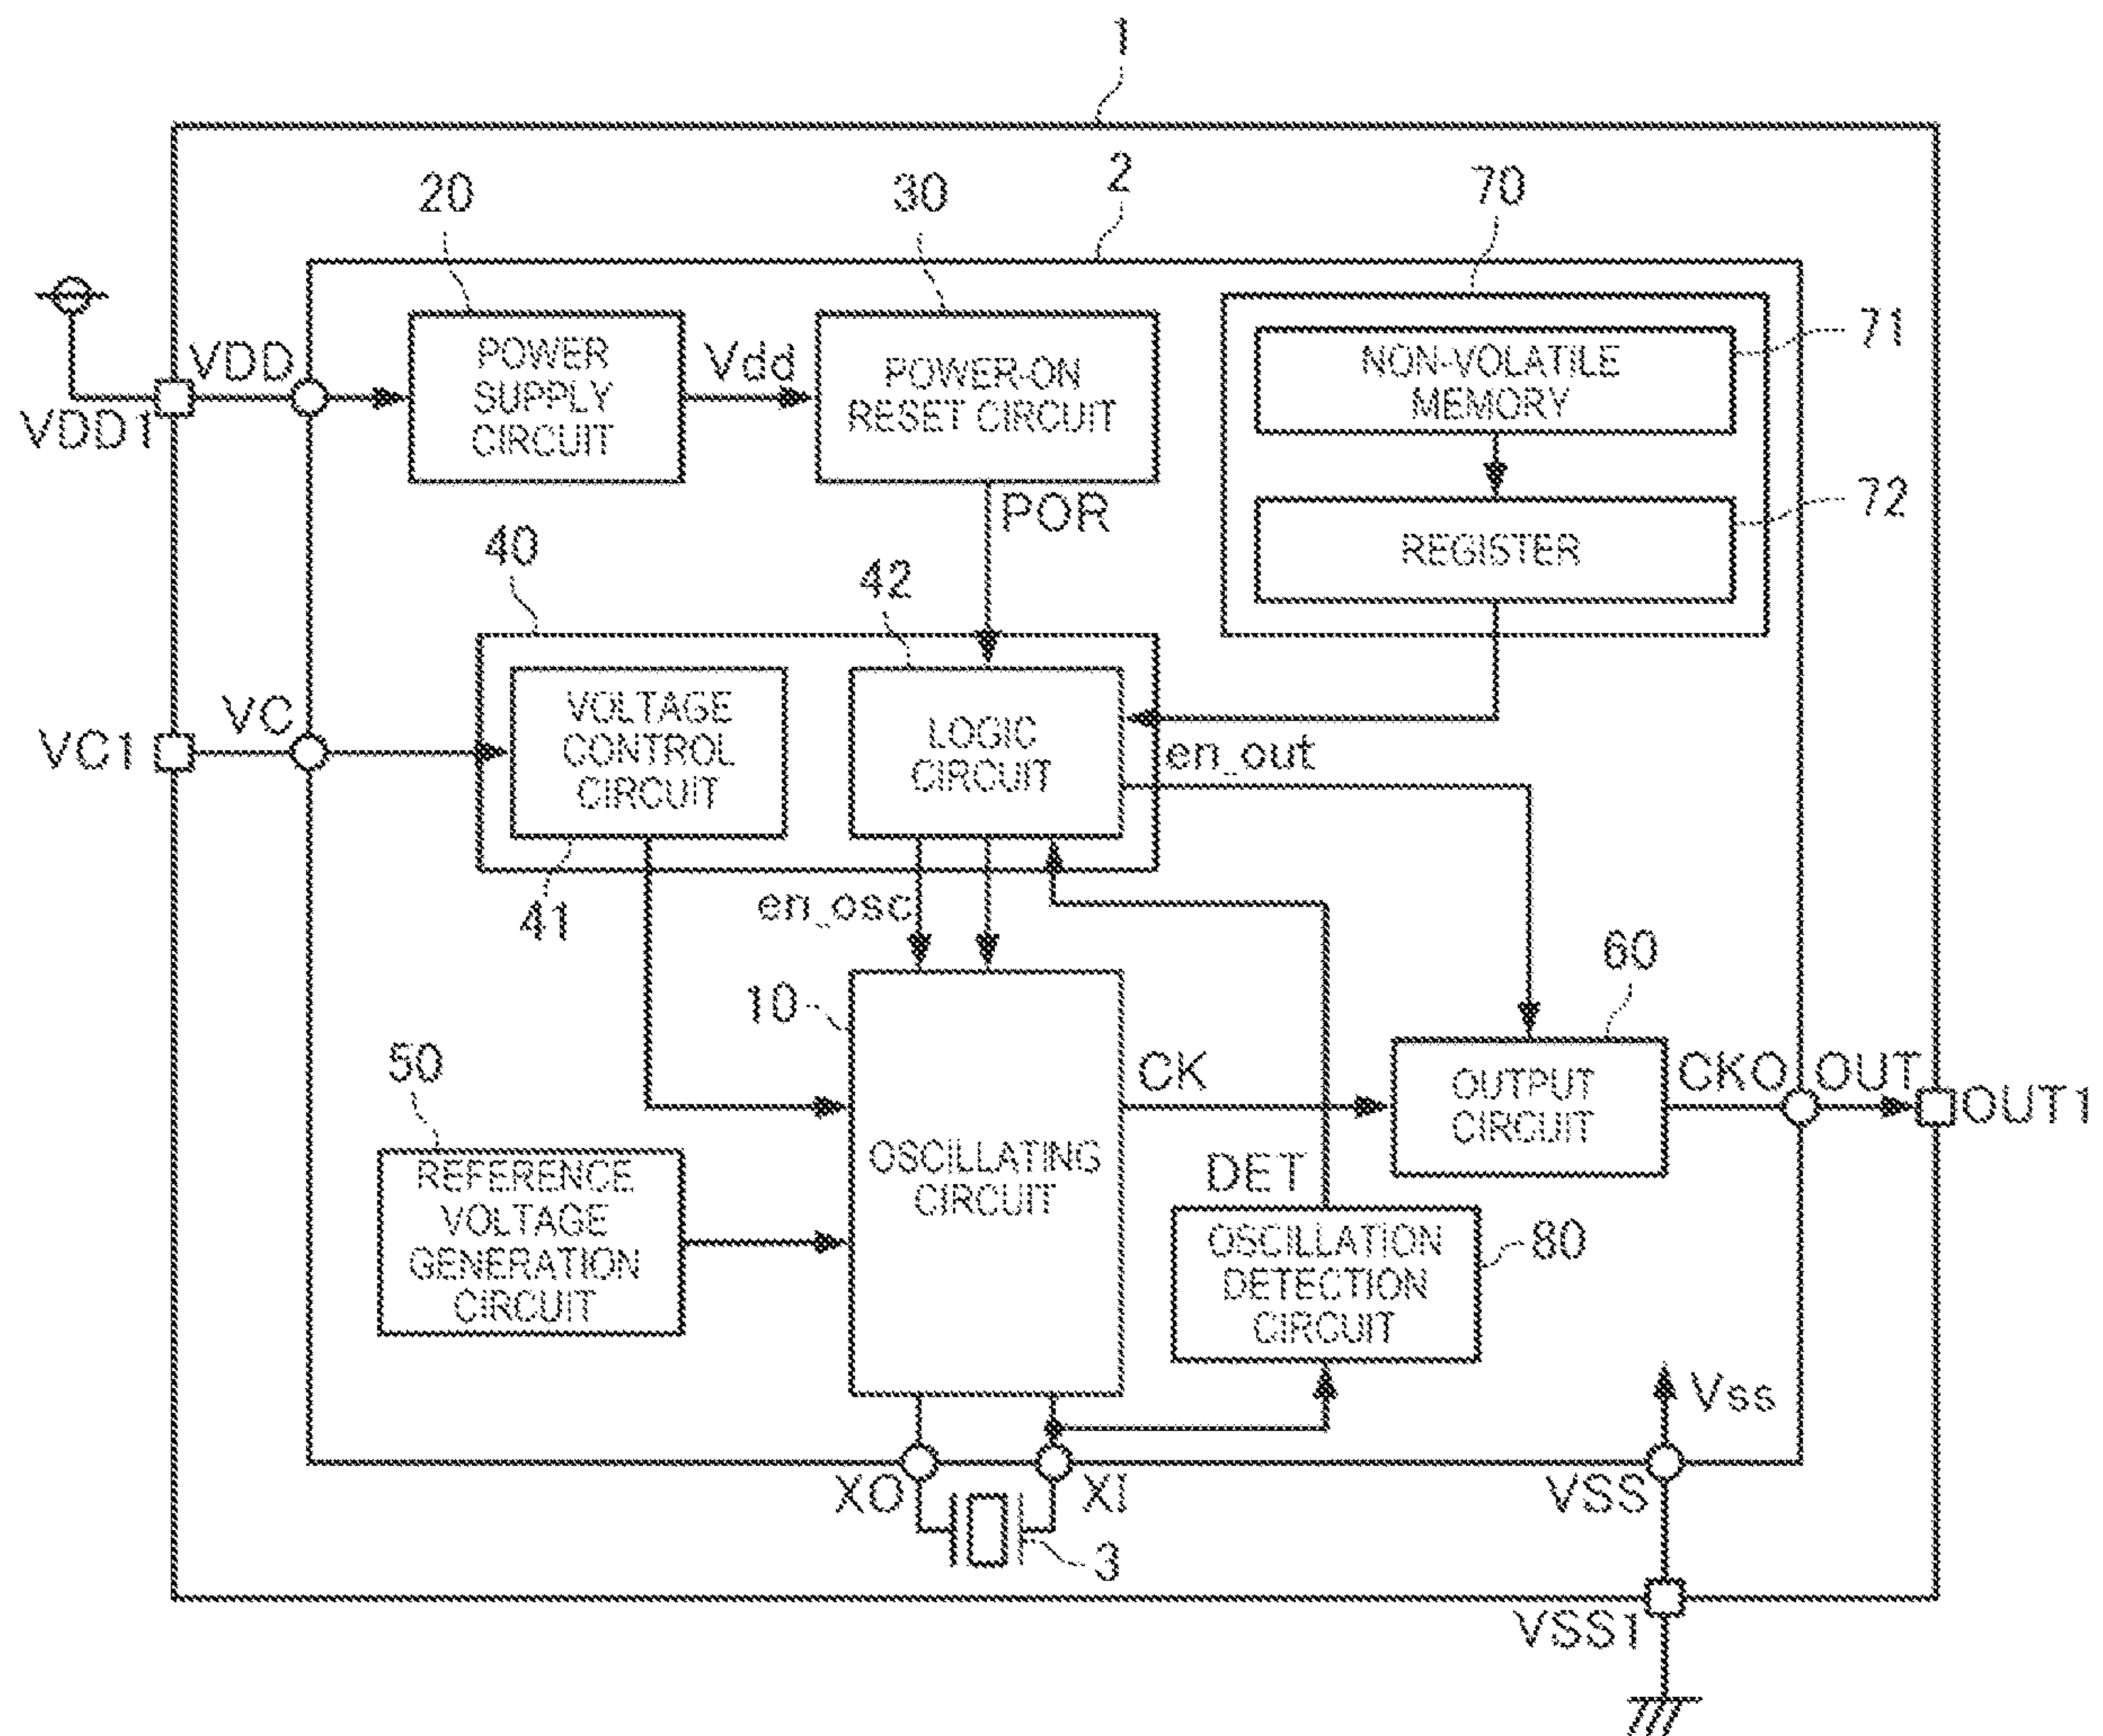 1
2
20
30
70
71
VDD
POWER
SUPPLY
CIRCUIT
Vdd
POWER-ON
RESET CIRCUIT
NON-VOLATILE
MEMORY
VDD1
72
POR
REGISTER
40
42
VC
VC1
VOLTAGE
CONTROL
CIRCUIT
LOGIC
CIRCUIT
en_out
41
en_osc
60
10
50
CK
OUTPUT
CIRCUIT
CKO
OUT
OUT1
REFERENCE
VOLTAGE
GENERATION
CIRCUIT
OSCILLATING
CIRCUIT
DET
OSCILLATION
DETECTION
CIRCUIT
80
Vss
XO
XI
VSS
3
VSS1